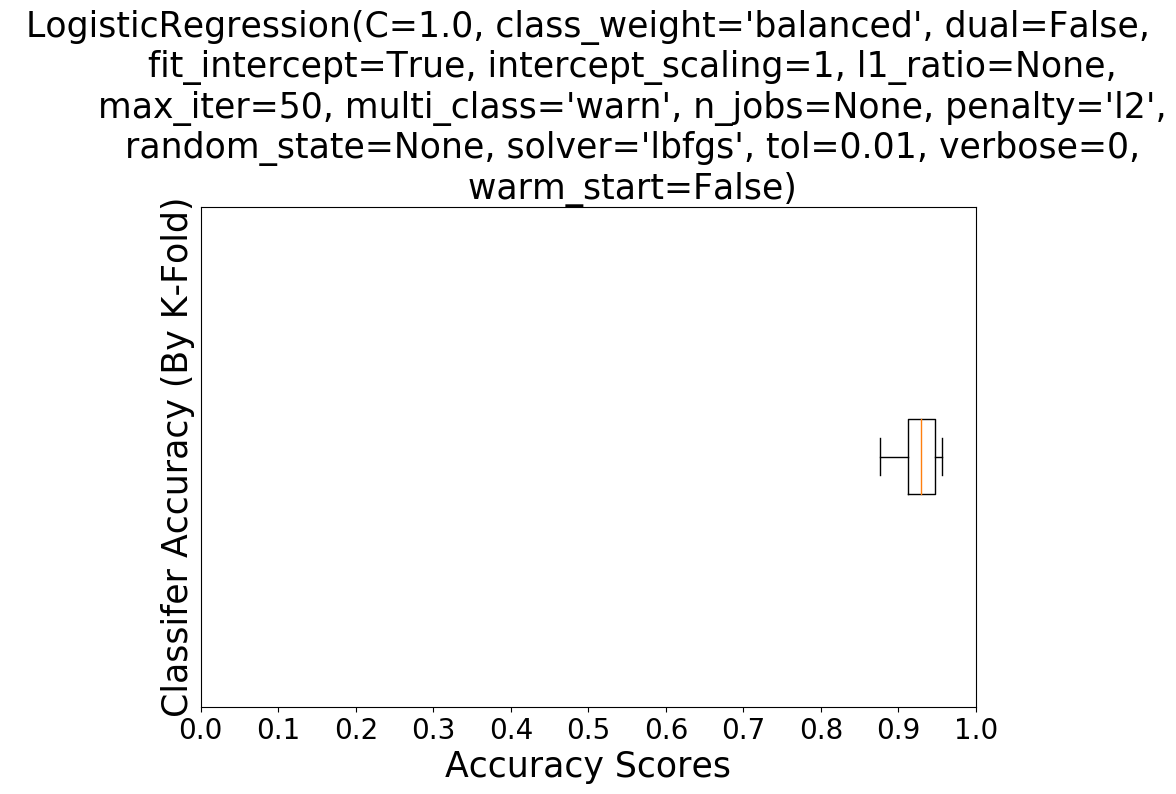 LogisticRegression(C=1.0, class_weight='balanced', dual=False,
fit_intercept=True, intercept_scaling=1, l1_ratio=None,
max_iter=50, multi_class='warn', n_jobs=None, penalty='l2',
random_state=None, solver='lbfgs', tol=0.01, verbose=0,
warm_start=False)
Classifer Accuracy (By K-Fold)
0.0 0.1 0.2 0.3 0.4 0.5 0.6 0.7 0.8 0.9 1.0
Accuracy Scores